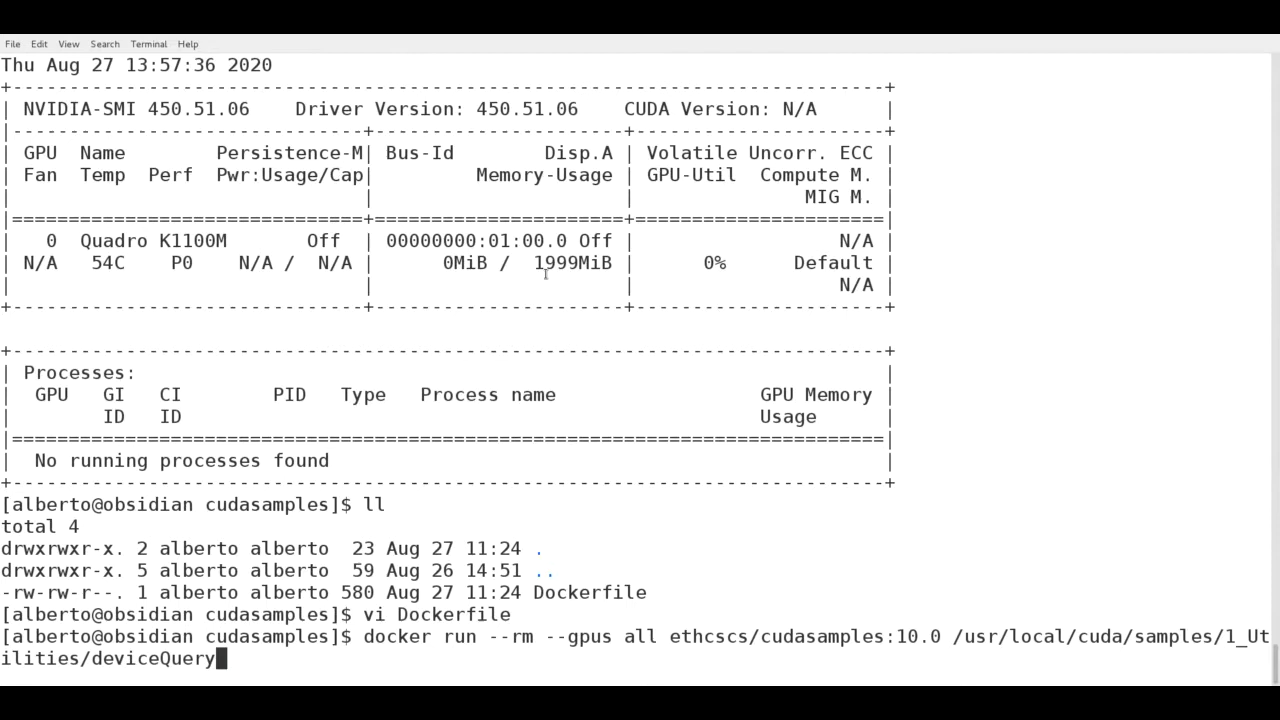 File Edit View Search Terminal Help
Thu Aug 27 13:57:36 2020
+-----------------------------------------------------------------------------+
| NVIDIA-SMI 450.51.06    Driver Version: 450.51.06    CUDA Version: N/A      |
|-------------------------------+----------------------+----------------------+
| GPU  Name        Persistence-M| Bus-Id        Disp.A | Volatile Uncorr. ECC |
| Fan  Temp  Perf  Pwr:Usage/Cap|         Memory-Usage | GPU-Util  Compute M. |
|                               |                      |               MIG M. |
|===============================+======================+======================|
|   0  Quadro K1100M       Off  | 00000000:01:00.0 Off |                  N/A |
| N/A   54C    P0    N/A /  N/A |      0MiB /  1999MiB |      0%      Default |
|                               |                      |                  N/A |
+-------------------------------+----------------------+----------------------+
+-----------------------------------------------------------------------------+
| Processes:                                                                  |
|  GPU   GI   CI        PID   Type   Process name                  GPU Memory |
|        ID   ID                                                   Usage      |
|=============================================================================|
|  No running processes found                                                 |
+-----------------------------------------------------------------------------+
[alberto@obsidian cudasamples]$ ll
total 4
drwxrwxr-x. 2 alberto alberto  23 Aug 27 11:24 .
drwxrwxr-x. 5 alberto alberto  59 Aug 26 14:51 ..
-rw-rw-r--. 1 alberto alberto 580 Aug 27 11:24 Dockerfile
[alberto@obsidian cudasamples]$ vi Dockerfile
[alberto@obsidian cudasamples]$ docker run --rm --gpus all ethcscs/cudasamples:10.0 /usr/local/cuda/samples/1_Ut
ilities/deviceQuery